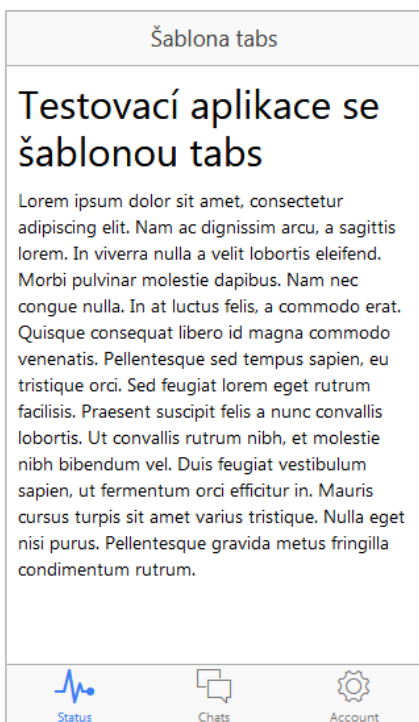 Šablona tabs
Testovací aplikace se
šablonou tabs
Lorem ipsum dolor sit amet, consectetur
adipiscing elit. Nam ac dignissim arcu, a sagittis
lorem. In viverra nulla a velit lobortis eleifend.
Morbi pulvinar molestie dapibus. Nam nec
congue nulla. In at luctus felis, a commodo erat.
Quisque consequat libero id magna commodo
venenatis. Pellentesque sed tempus sapien, eu
tristique orci. Sed feugiat lorem eget rutrum
facilisis. Praesent suscipit felis a nunc convallis
lobortis. Ut convallis rutrum nibh, et molestie
nibh bibendum vel. Duis feugiat vestibulum
sapien, ut fermentum orci efficitur in. Mauris
cursus turpis sit amet varius tristique. Nulla eget
nisi purus. Pellentesque gravida metus fringilla
condimentum rutrum.
Status Chats Account